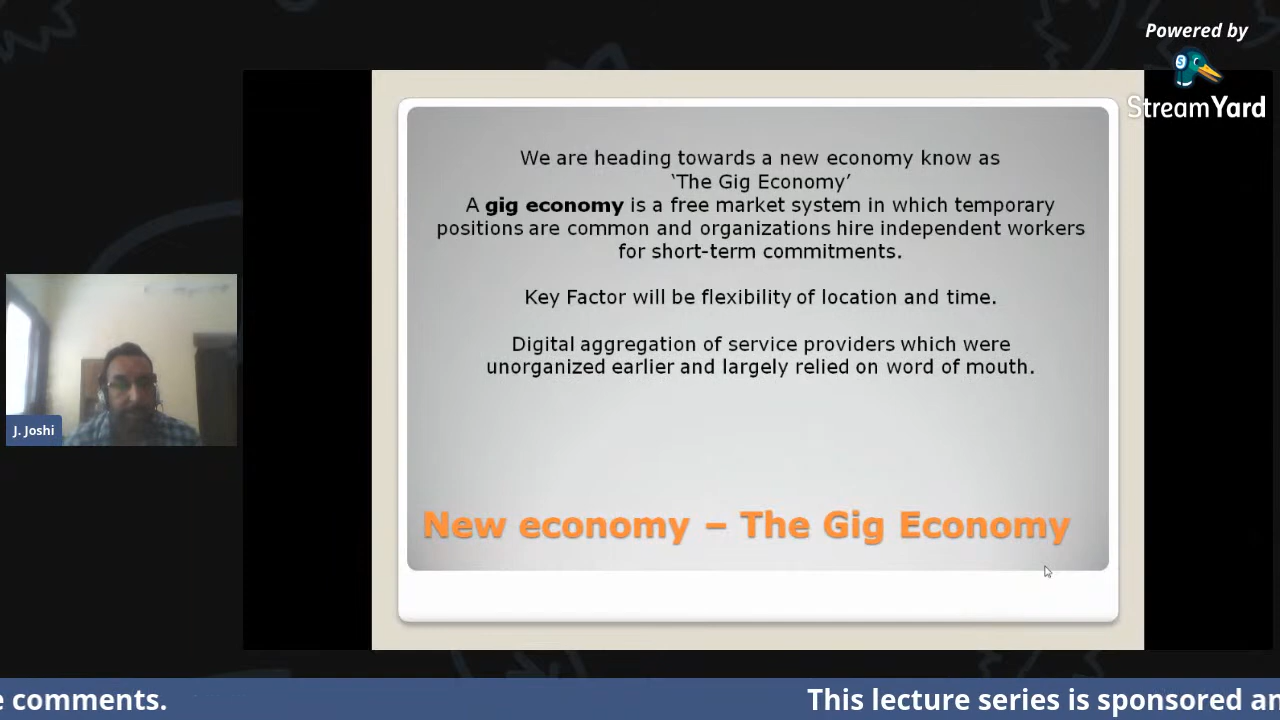 Powered by
StreamYard
We are heading towards a new economy know as
‘The Gig Economy’
A gig economy is a free market system in which temporary
positions are common and organizations hire independent workers
for short-term commitments.
Key Factor will be flexibility of location and time.
Digital aggregation of service providers which were
unorganized earlier and largely relied on word of mouth.
New economy – The Gig Economy
J. Joshi
e comments.
This lecture series is sponsored an